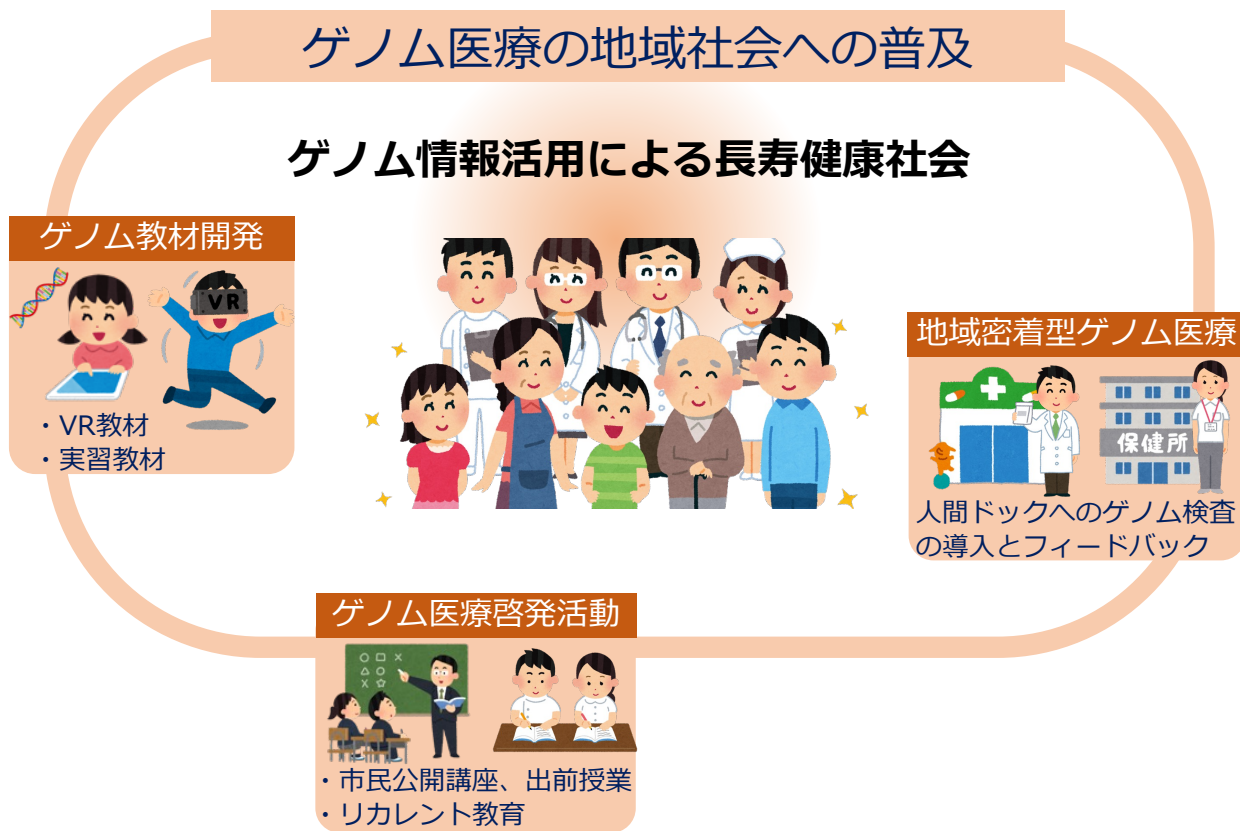 ゲノム医療の地域社会への普及
ゲノム情報活用による長寿健康社会
ゲノム教材開発
VR
・VR教材
・実習教材
地域密着型ゲノム医療
保健所
人間ドックへのゲノム検査
の導入とフィードバック
ゲノム医療啓発活動
○□×
△○
×☆
・市民公開講座、出前授業
・リカレント教育